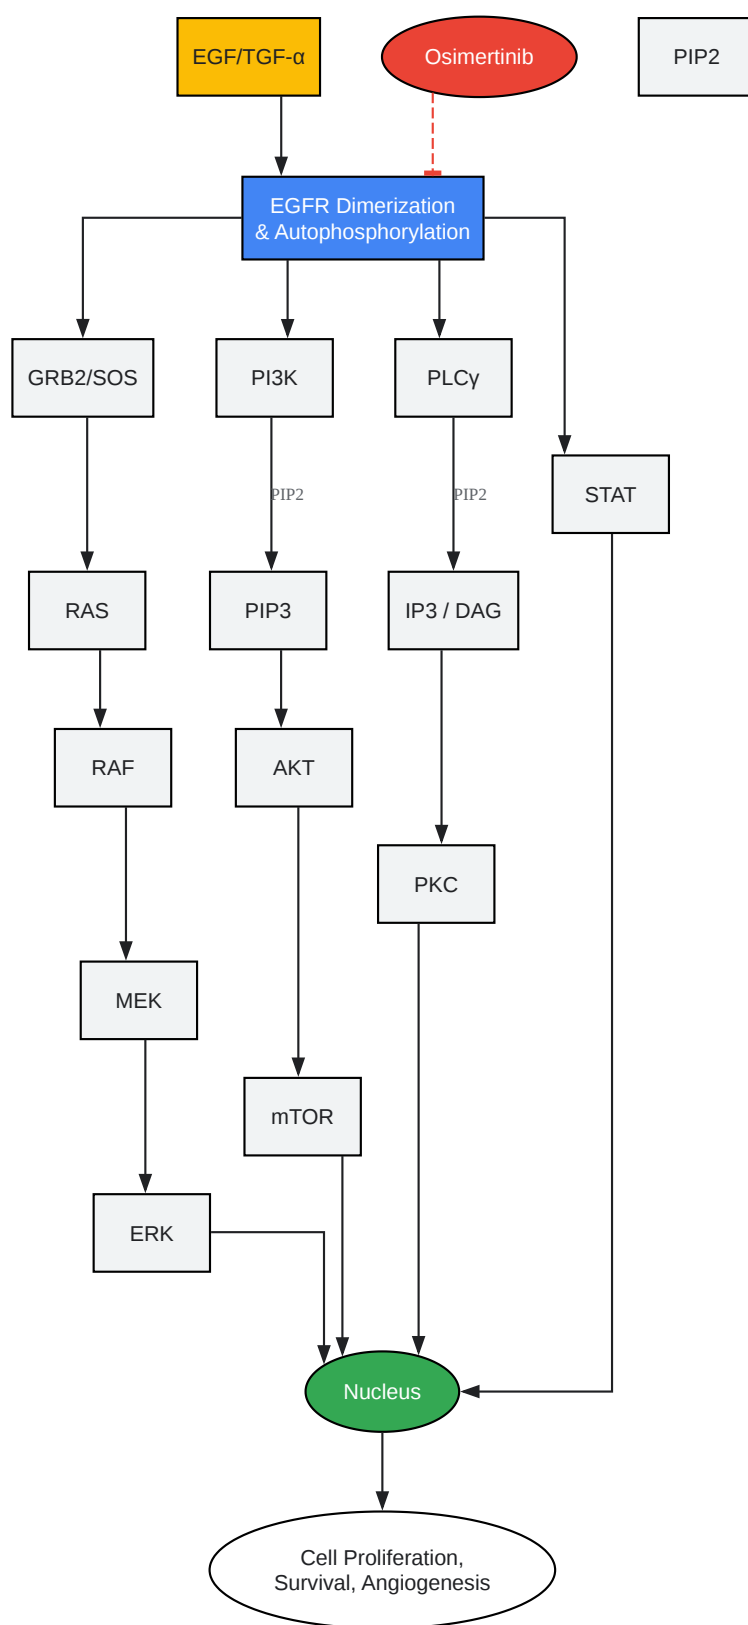 EGF/TGF-α
Osimertinib
PIP2
EGFR Dimerization
& Autophosphorylation
GRB2/SOS
PI3K
PLCγ
STAT
PIP2
PIP2
RAS
PIP3
IP3 / DAG
RAF
AKT
PKC
MEK
mTOR
ERK
Nucleus
Cell Proliferation,
Survival, Angiogenesis